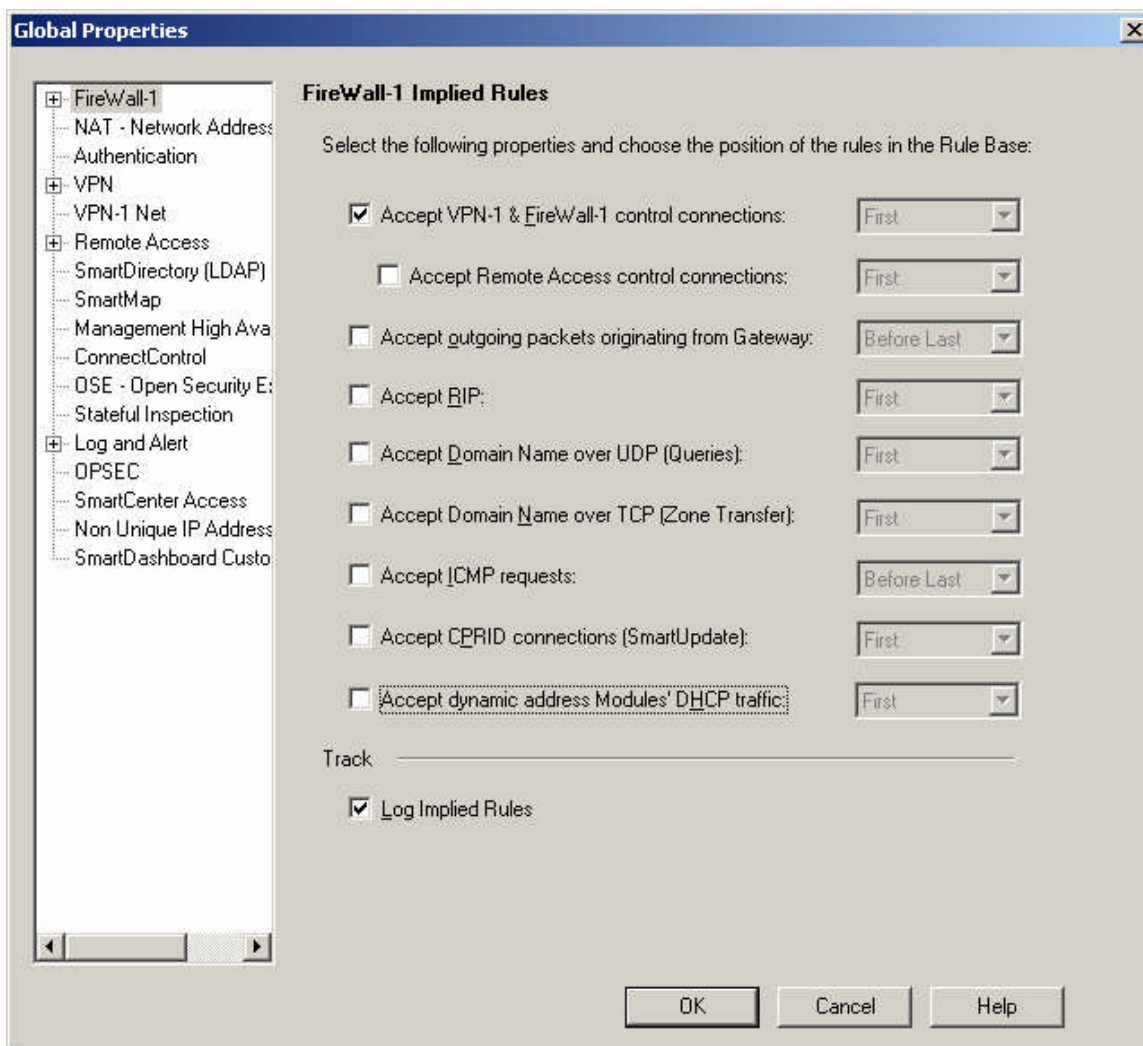 Global Properties
FireWall-1
NAT - Network Address
Authentication
VPN
VPN-1 Net
Remote Access
SmartDirectory (LDAP)
SmartMap
Management High Ava
ConnectControl
OSE - Open Security E
Stateful Inspection
Log and Alert
OPSEC
SmartCenter Access
Non Unique IP Address
SmartDashboard Custo
FireWall-1 Implied Rules
Select the following properties and choose the position of the rules in the Rule Base:
Accept VPN-1 & FireWall-1 control connections: First
Accept Remote Access control connections: First
Accept outgoing packets originating from Gateway: Before Last
Accept RIP: First
Accept Domain Name over UDP (Queries): First
Accept Domain Name over TCP (Zone Transfer): First
Accept ICMP requests: Before Last
Accept CPRID connections (SmartUpdate): First
Accept dynamic address Modules' DHCP traffic: First
Track
Log Implied Rules
OK Cancel Help